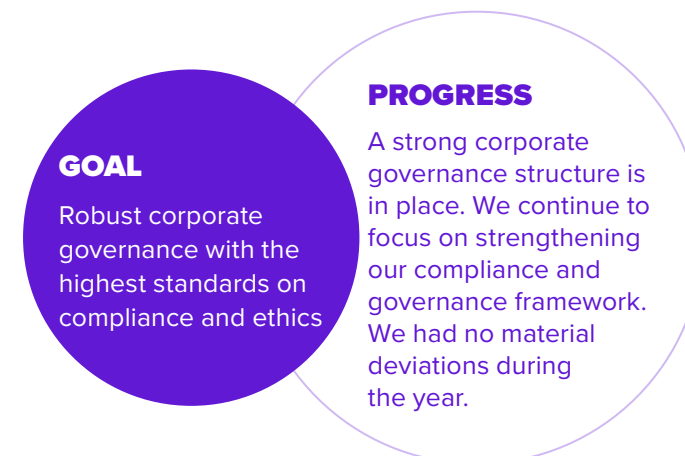 GOAL
Robust corporate
governance with the
highest standards on
compliance and ethics
PROGRESS
A strong corporate
governance structure is
in place. We continue to
focus on strengthening
our compliance and
governance framework.
We had no material
deviations during
the year.